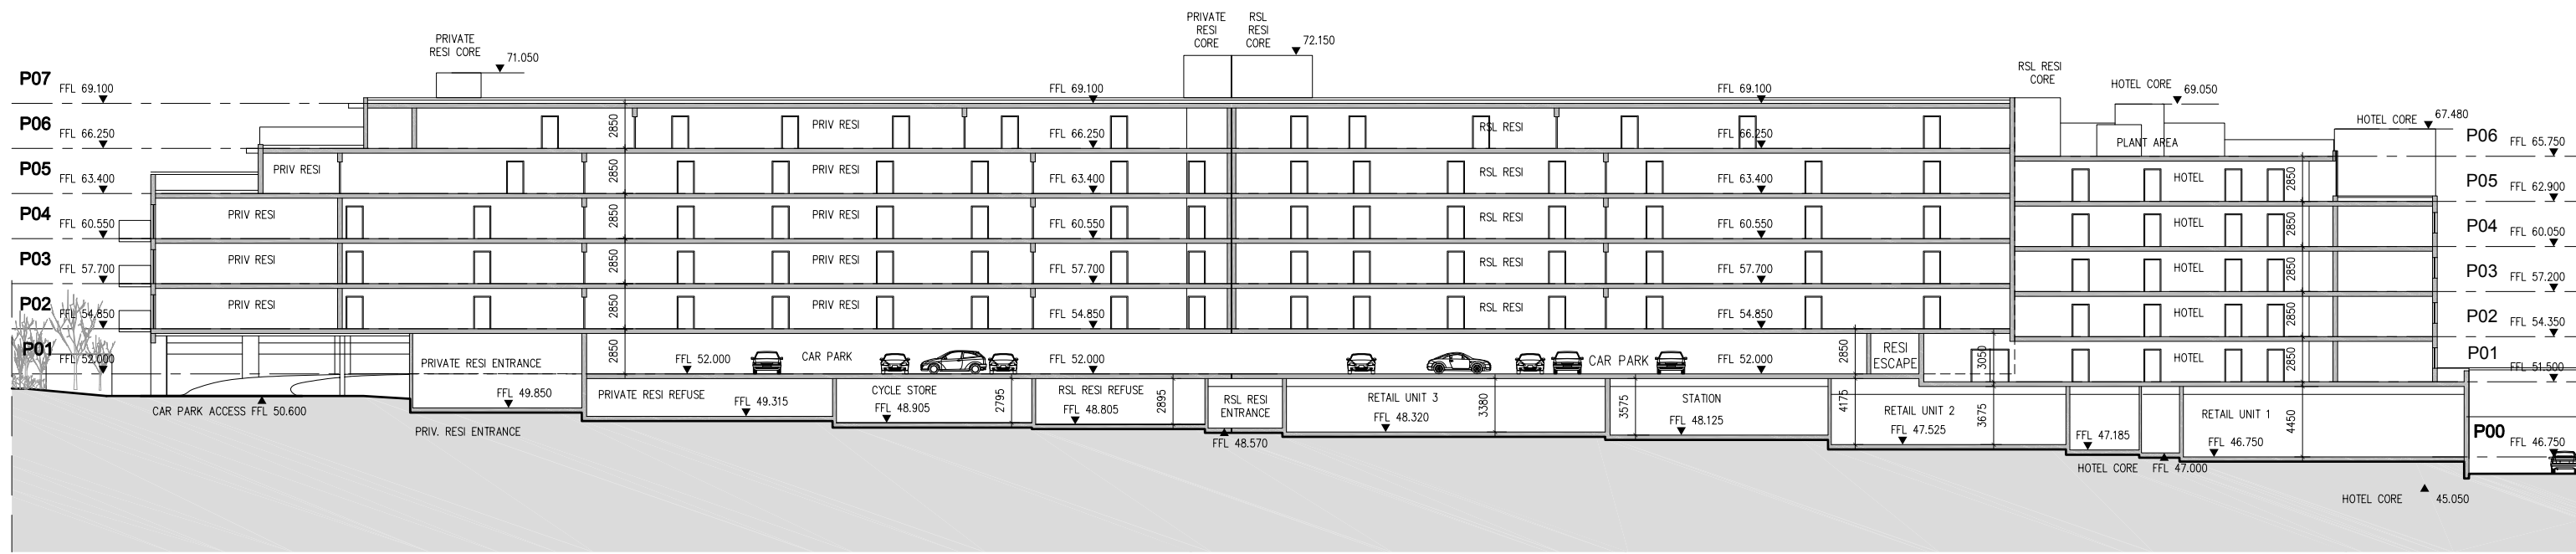 PRIVATE
RESI CORE
71.050
PRIVATE
RESI
CORE
RSL
RESI
CORE
72.150
RSL RESI
CORE
HOTEL CORE
69.050
HOTEL CORE
67.480
P07
FFL 69.100
FFL 69.100
FFL 69.100
P06
FFL 66.250
2850
PRIV RESI
FFL 66.250
RSL RESI
FFL 66.250
PLANT AREA
P06
FFL 65.750
P05
FFL 63.400
PRIV RESI
2850
PRIV RESI
FFL 63.400
RSL RESI
FFL 63.400
HOTEL
2850
P05
FFL 62.900
P04
FFL 60.550
PRIV RESI
2850
PRIV RESI
FFL 60.550
RSL RESI
FFL 60.550
HOTEL
2850
P04
FFL 60.050
P03
FFL 57.700
PRIV RESI
2850
PRIV RESI
FFL 57.700
RSL RESI
FFL 57.700
HOTEL
2850
P03
FFL 57.200
P02
FFL 54.850
PRIV RESI
2850
PRIV RESI
FFL 54.850
RSL RESI
FFL 54.850
HOTEL
2850
P02
FFL 54.350
P01
FFL 52.000
PRIVATE RESI ENTRANCE
2850
FFL 52.000
CAR PARK
FFL 52.000
CAR PARK
FFL 52.000
2850
RESI
ESCAPE
3050
HOTEL
2850
P01
FFL 51.500
CAR PARK ACCESS FFL 50.600
FFL 49.850
PRIV. RESI ENTRANCE
PRIVATE RESI REFUSE
FFL 49.315
CYCLE STORE
FFL 48.905
2795
RSL RESI REFUSE
FFL 48.805
2895
RSL RESI
ENTRANCE
FFL 48.570
RETAIL UNIT 3
FFL 48.320
3380
3575
STATION
FFL 48.125
4175
RETAIL UNIT 2
FFL 47.525
3675
FFL 47.185
HOTEL CORE
FFL 47.000
RETAIL UNIT 1
FFL 46.750
4450
P00
FFL 46.750
HOTEL CORE
45.050